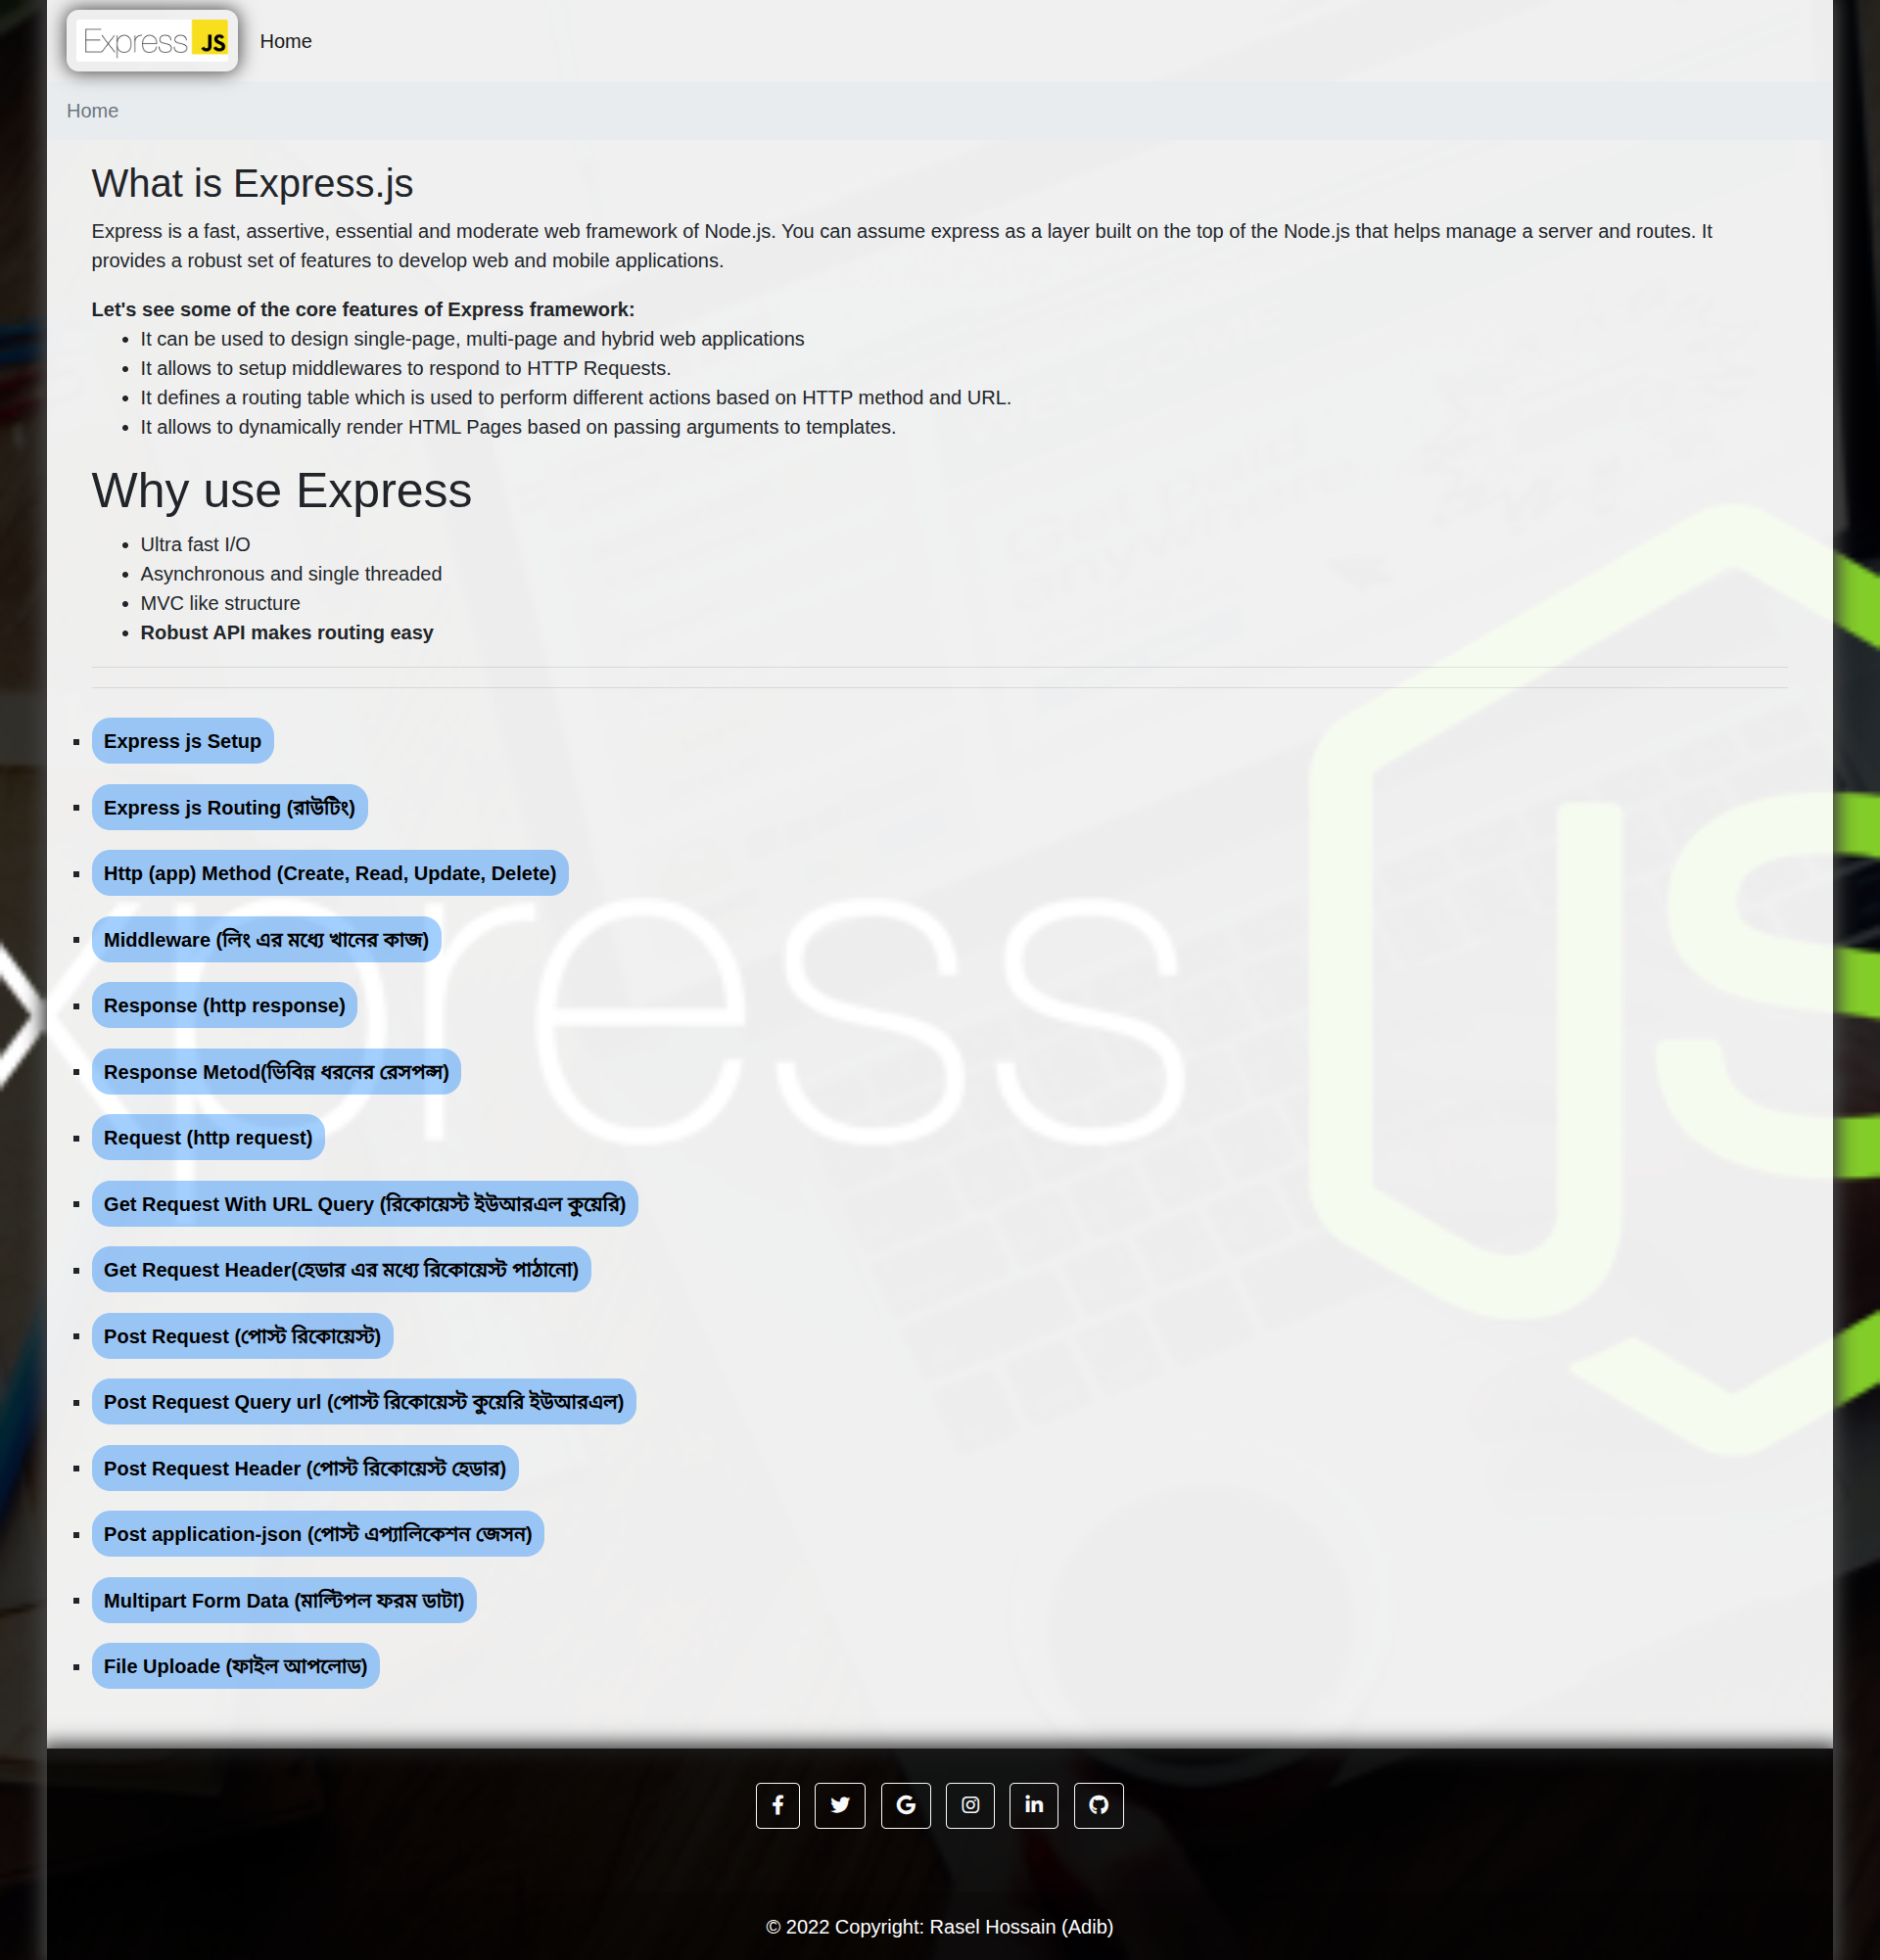 Express JS
Home
Home
What is Express.js
Express is a fast, assertive, essential and moderate web framework of Node.js. You can assume express as a layer built on the top of the Node.js that helps manage a server and routes. It
provides a robust set of features to develop web and mobile applications.
Let's see some of the core features of Express framework:
• It can be used to design single-page, multi-page and hybrid web applications
• It allows to setup middlewares to respond to HTTP Requests.
• It defines a routing table which is used to perform different actions based on HTTP method and URL.
• It allows to dynamically render HTML Pages based on passing arguments to templates.
Why use Express
• Ultra fast I/O
• Asynchronous and single threaded
• MVC like structure
• Robust API makes routing easy
▪ Express js Setup
▪ Express js Routing (রাউটিং)
▪ Http (app) Method (Create, Read, Update, Delete)
▪ Middleware (লিং এর মধ্যে খানের কাজ)
▪ Response (http response)
▪ Response Metod(ভিবিন্ন ধরনের রেসপন্স)
▪ Request (http request)
▪ Get Request With URL Query (রিকোয়েস্ট ইউআরএল কুয়েরি)
▪ Get Request Header(হেডার এর মধ্যে রিকোয়েস্ট পাঠানো)
▪ Post Request (পোস্ট রিকোয়েস্ট)
▪ Post Request Query url (পোস্ট রিকোয়েস্ট কুয়েরি ইউআরএল)
▪ Post Request Header (পোস্ট রিকোয়েস্ট হেডার)
▪ Post application-json (পোস্ট এপ্যালিকেশন জেসন)
▪ Multipart Form Data (মাল্টিপল ফরম ডাটা)
▪ File Uploade (ফাইল আপলোড)
xpress JS
© 2022 Copyright: Rasel Hossain (Adib)